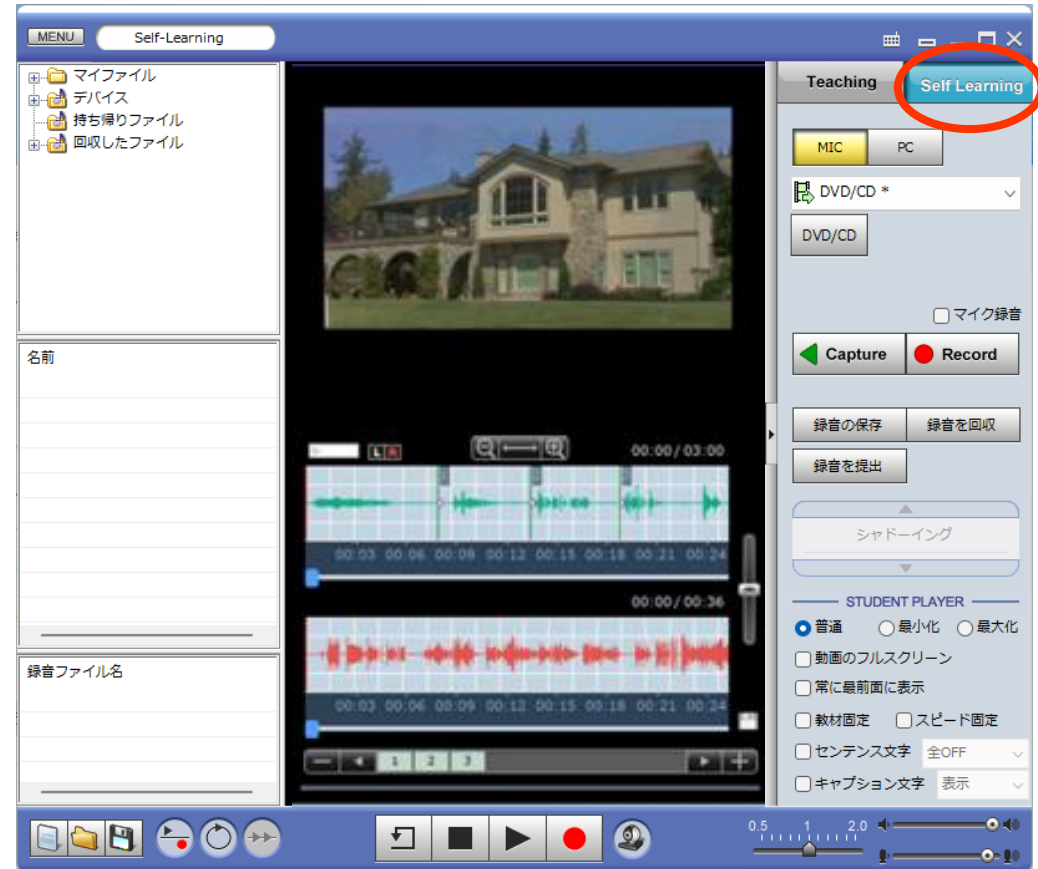 MENU Self-Learning
マイファイル
デバイス
持ち帰りファイル
回収したファイル
名前
録音ファイル名
L R
00:00/03:00
00:03 00:06 00:09 00:12 00:15 00:18 00:21 00:24
00:00/00:36
00:03 00:06 00:09 00:12 00:15 00:18 00:21 00:24
1 2 3
Teaching Self Learning
MIC PC
DVD/CD *
DVD/CD
マイク録音
Capture Record
録音の保存 録音を回収
録音を提出
シャドーイング
STUDENT PLAYER
普通 最小化 最大化
動画のフルスクリーン
常に最前面に表示
教材固定 スピード固定
センテンス文字 全OFF
キャプション文字 表示
0.5 1 2.0